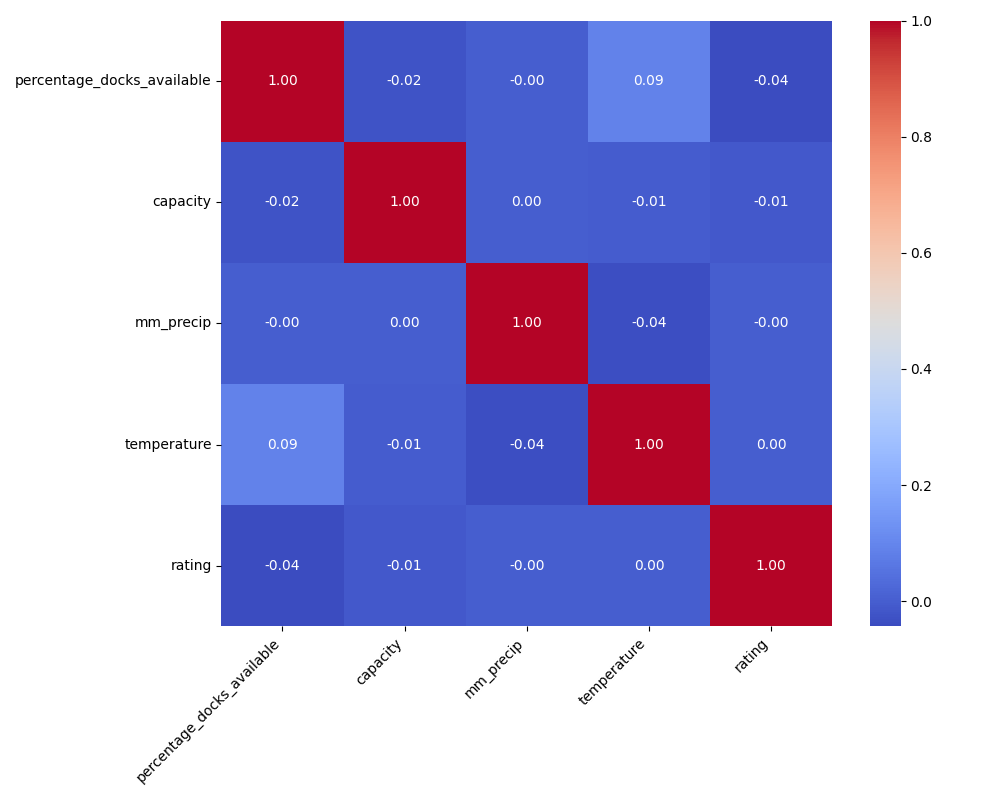 percentage_docks_available 1.00 -0.02 -0.00 0.09 -0.04
capacity -0.02 1.00 0.00 -0.01 -0.01
mm_precip -0.00 0.00 1.00 -0.04 -0.00
temperature 0.09 -0.01 -0.04 1.00 0.00
rating -0.04 -0.01 -0.00 0.00 1.00
percentage_docks_available capacity mm_precip temperature rating
1.0
0.8
0.6
0.4
0.2
0.0